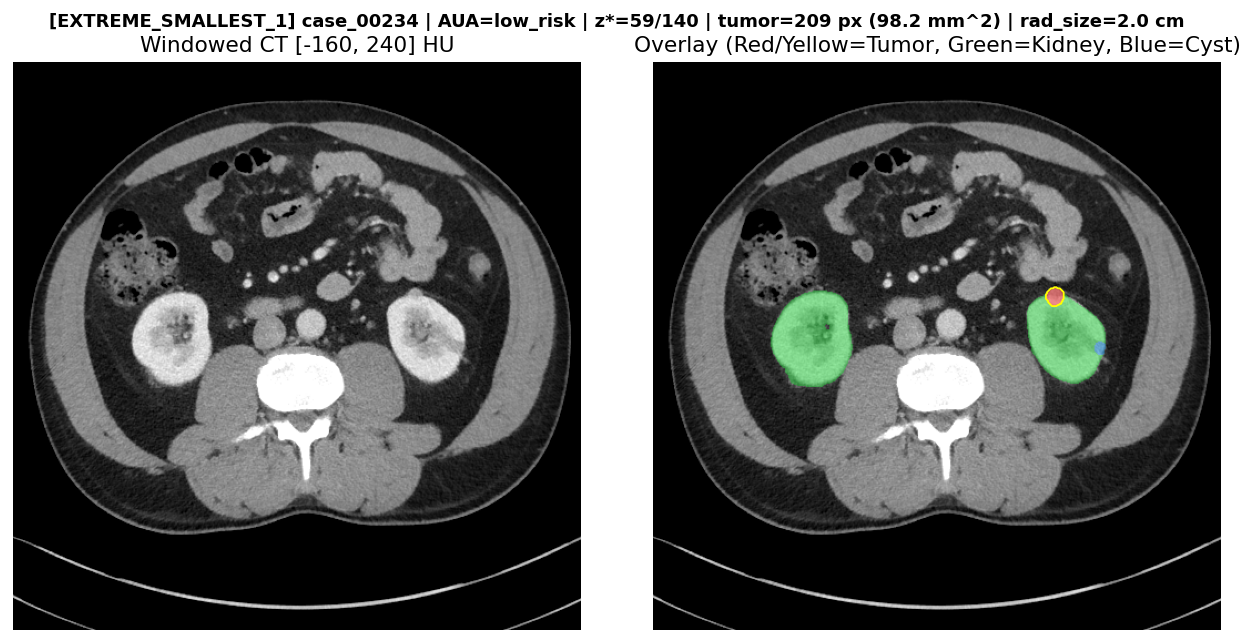 [EXTREME_SMALLEST_1] case_00234 | AUA=low_risk | z*=59/140 | tumor=209 px (98.2 mm^2) | rad_size=2.0 cm
Windowed CT [-160, 240] HU
Overlay (Red/Yellow=Tumor, Green=Kidney, Blue=Cyst)